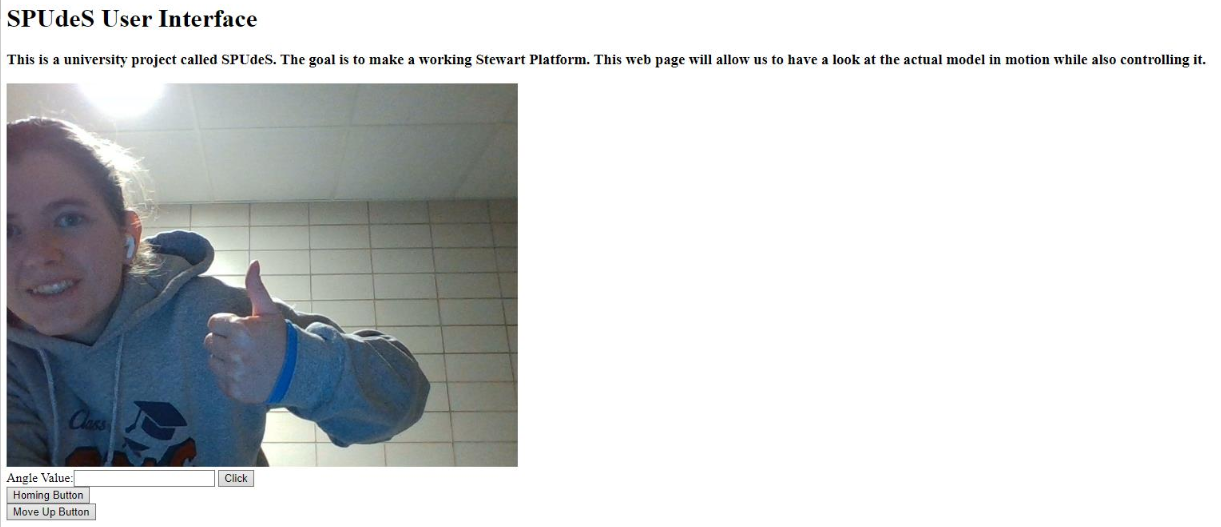 SPUdeS User Interface
This is a university project called SPUdeS. The goal is to make a working Stewart Platform. This web page will allow us to have a look at the actual model in motion while also controlling it.
Class
Angle Value: Click
Homing Button
Move Up Button